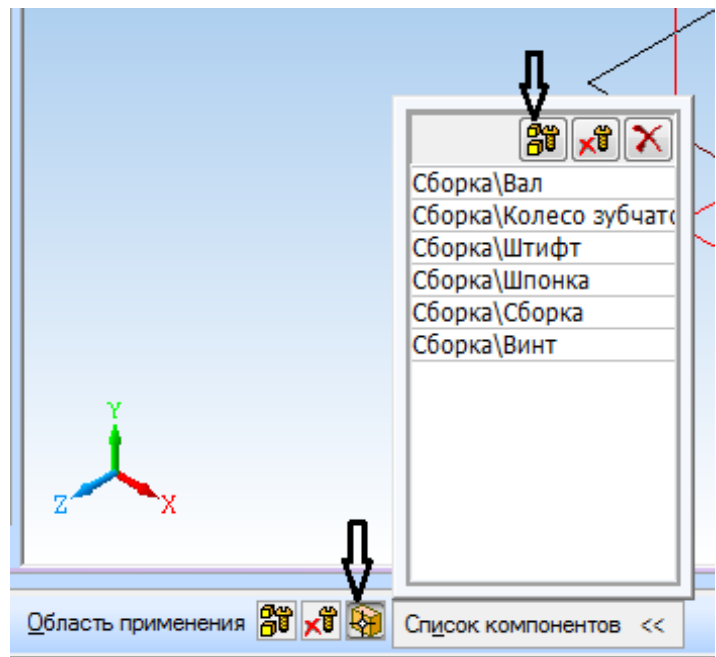 Сборка\Вал
Сборка\Колесо зубчато
Сборка\Штифт
Сборка\Шпонка
Сборка\Сборка
Сборка\Винт
Y
Z
X
Область применения
Список компонентов <<